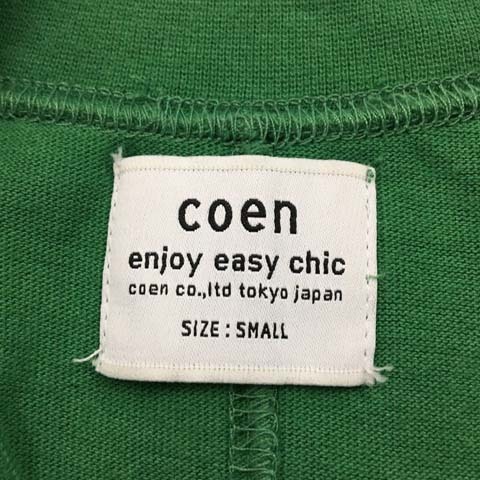 coen
enjoy easy chic
coen co.,ltd tokyo japan
SIZE: SMALL